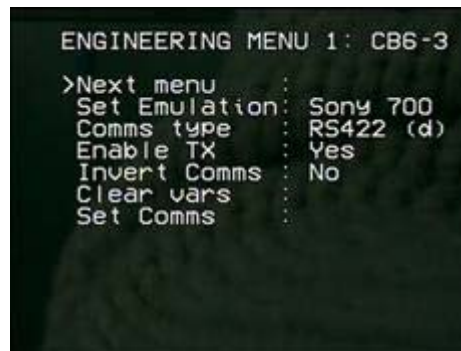 ENGINEERING MENU 1: CB6-3
>Next menu :
Set Emulation: Sony 700
Comms type : RS422 (d)
Enable TX : Yes
Invert Comms : No
Clear vars :
Set Comms :